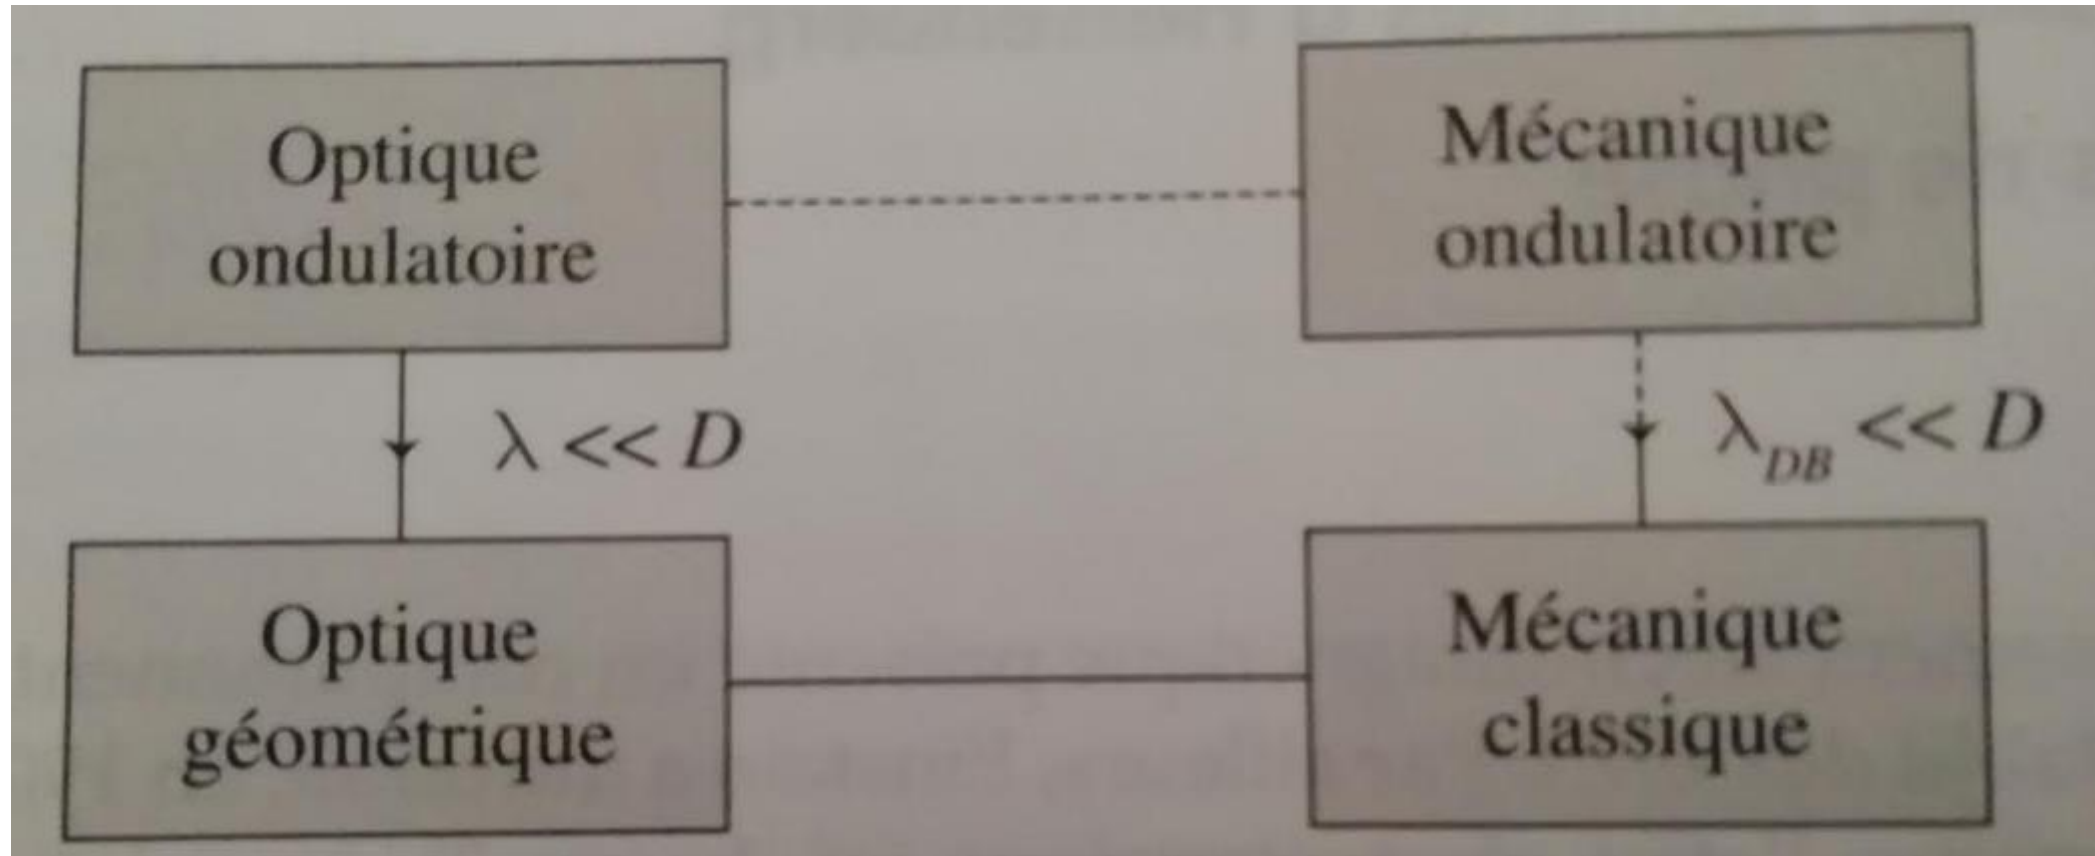 Optique
ondulatoire
Mécanique
ondulatoire
λ << D
λ_DB << D
Optique
géométrique
Mécanique
classique